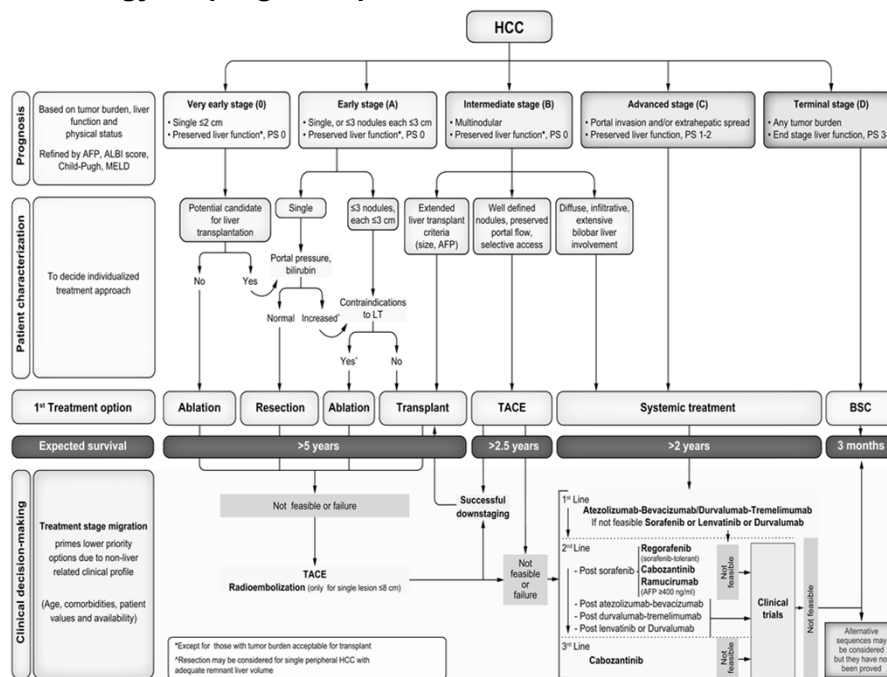 HCC
Prognosis
Based on tumor burden, liver
function and
physical status
Refined by AFP, ALBI score,
Child-Pugh, MELD
Very early stage (0)
• Single ≤2 cm
• Preserved liver function*, PS 0
Early stage (A)
• Single, or ≤3 nodules each ≤3 cm
• Preserved liver function*, PS 0
Intermediate stage (B)
• Multinodular
• Preserved liver function*, PS 0
Advanced stage (C)
• Portal invasion and/or extrahepatic spread
• Preserved liver function, PS 1-2
Terminal stage (D)
• Any tumor burden
• End stage liver function, PS 3-
Patient characterization
To decide individualized
treatment approach
Potential candidate
for liver
transplantation
Single
≤3 nodules,
each ≤3 cm
Extended
liver transplant
criteria
(size, AFP)
Well defined
nodules, preserved
portal flow,
selective access
Diffuse, infiltrative,
extensive
bilobar liver
involvement
Portal pressure,
bilirubin
No
Yes
Contraindications
to LT
Normal
Increased^
Yes^
No
1st Treatment option
Ablation
Resection
Ablation
Transplant
TACE
Systemic treatment
BSC
Expected survival
>5 years
>2.5 years
>2 years
3 months
Clinical decision-making
Treatment stage migration
primes lower priority
options due to non-liver
related clinical profile
(Age, comorbidities, patient
values and availability)
Not feasible or failure
Successful
downstaging
TACE
Radioembolization (only for single lesion ≤8 cm)
Not
feasible
or failure
1st Line
Atezolizumab-Bevacizumab/Durvalumab-Tremelimumab
If not feasible Sorafenib or Lenvatinib or Durvalumab
2nd Line
- Post sorafenib
Regorafenib
(sorafenib-tolerant)
Cabozantinib
Ramucirumab
(AFP ≥400 ng/ml)
Not
feasible
- Post atezolizumab-bevacizumab
- Post durvalumab-tremelimumab
- Post lenvatinib or Durvalumab
Clinical
trials
Not feasible
3rd Line
Cabozantinib
Not
feasible
Alternative
sequences may
be considered
but they have no
been proved
*Except for those with tumor burden acceptable for transplant
^Resection may be considered for single peripheral HCC with
adequate remnant liver volume